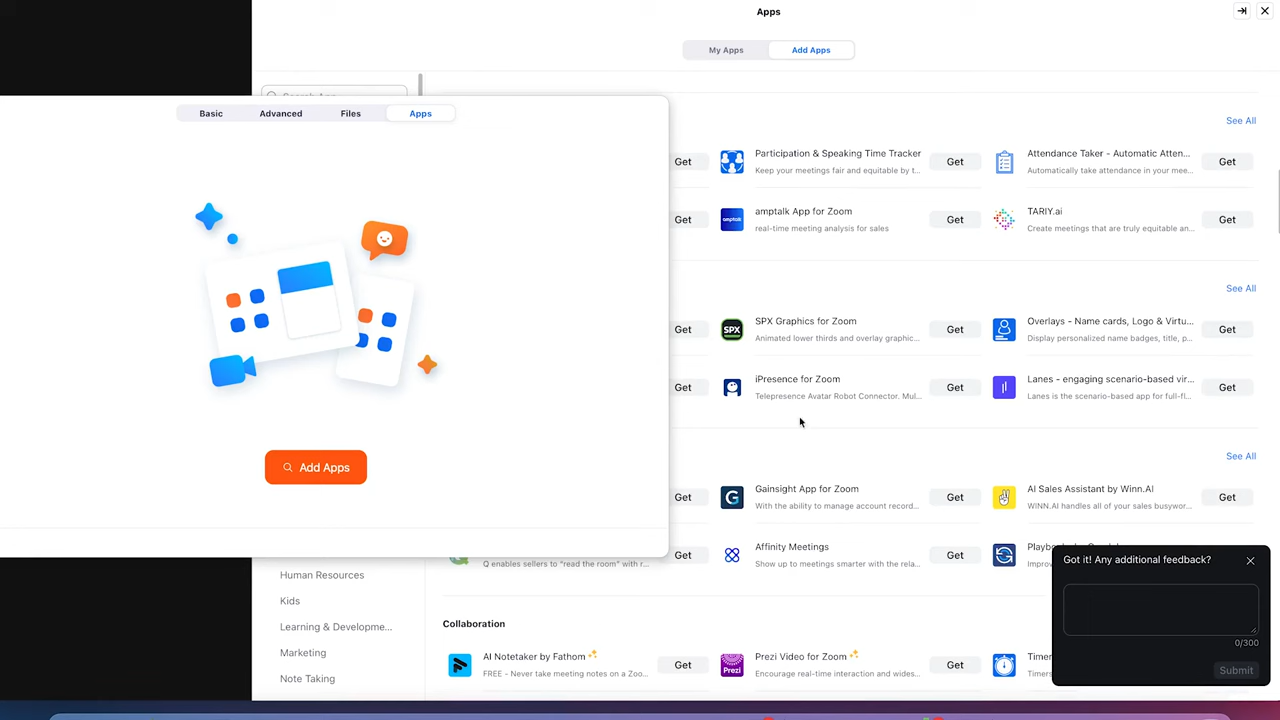 Apps
My Apps
Add Apps
Basic
Advanced
Files
Apps
See All
Get
Participation & Speaking Time Tracker
Keep your meetings fair and equitable by t...
Get
Attendance Taker - Automatic Atten...
Automatically take attendance in your mee...
Get
Get
amptalk
amptalk App for Zoom
real-time meeting analysis for sales
Get
TARIY.ai
Create meetings that are truly equitable an...
Get
See All
Get
SPX
SPX Graphics for Zoom
Animated lower thirds and overlay graphic...
Get
Overlays - Name cards, Logo & Virtu...
Display personalized name badges, title, p...
Get
Get
iPresence for Zoom
Telepresence Avatar Robot Connector. Mul...
Get
Lanes - engaging scenario-based vir...
Lanes is the scenario-based app for full-fl...
Get
Add Apps
See All
Get
Gainsight App for Zoom
With the ability to manage account record...
Get
AI Sales Assistant by Winn.AI
WINN.AI handles all of your sales busywor...
Get
Q enables sellers to "read the room" with r...
Get
Affinity Meetings
Show up to meetings smarter with the rela...
Get
Got it! Any additional feedback?
0/300
Submit
Human Resources
Kids
Learning & Developme...
Marketing
Note Taking
Collaboration
AI Notetaker by Fathom
FREE - Never take meeting notes on a Zoo...
Get
Prezi
Prezi Video for Zoom
Encourage real-time interaction and wides...
Get